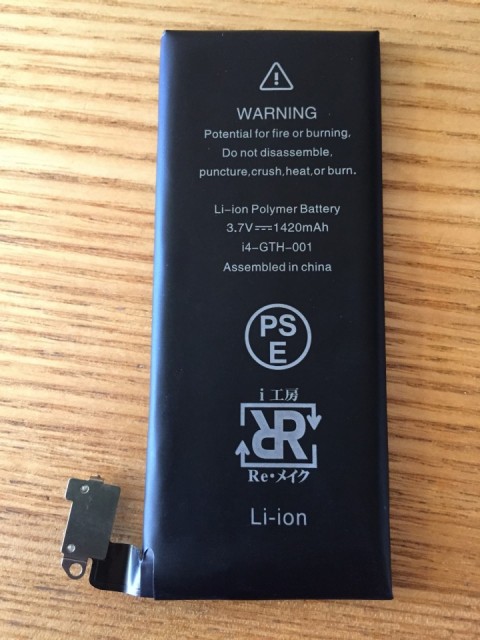 WARNING
Potential for fire or burning.
Do not disassemble,
puncture,crush,heat,or burn.
Li-ion Polymer Battery
3.7V⎓1420mAh
i4-GTH-001
Assembled in china
PS
E
i 工房
RR
Re・メイク
Li-ion